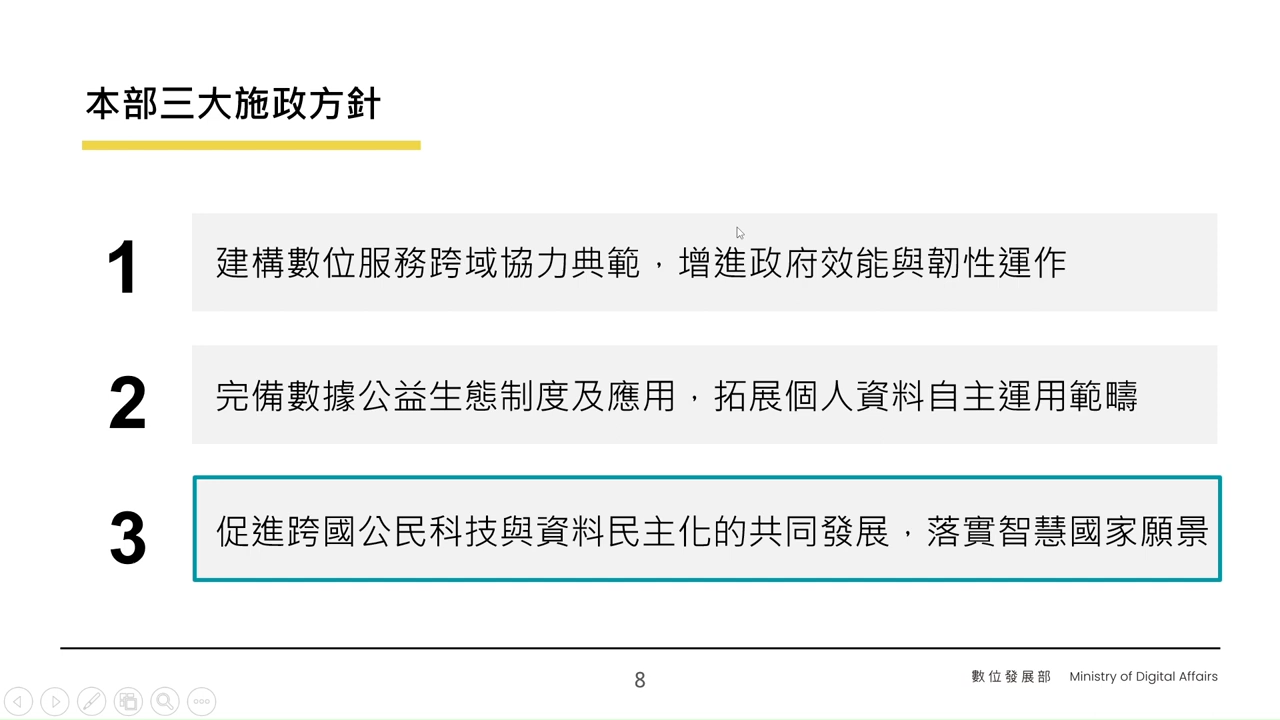 本部三大施政方針
1 建構數位服務跨域協力典範，增進政府效能與韌性運作
2 完備數據公益生態制度及應用，拓展個人資料自主運用範疇
3 促進跨國公民科技與資料民主化的共同發展，落實智慧國家願景
8
數位發展部 Ministry of Digital Affairs